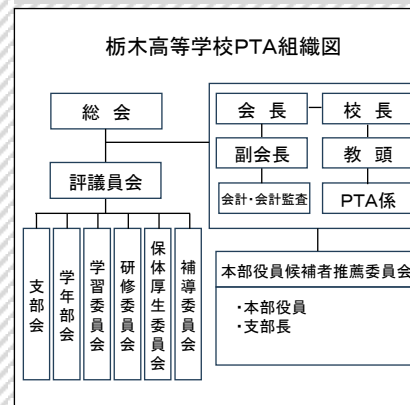 栃木高等学校PTA組織図
総 会
会 長
校 長
副会長
教 頭
評議員会
会計・会計監査
PTA係
支部会
学年部会
学習委員会
研修委員会
保体厚生委員会
補導委員会
本部役員候補者推薦委員会
・本部役員
・支部長